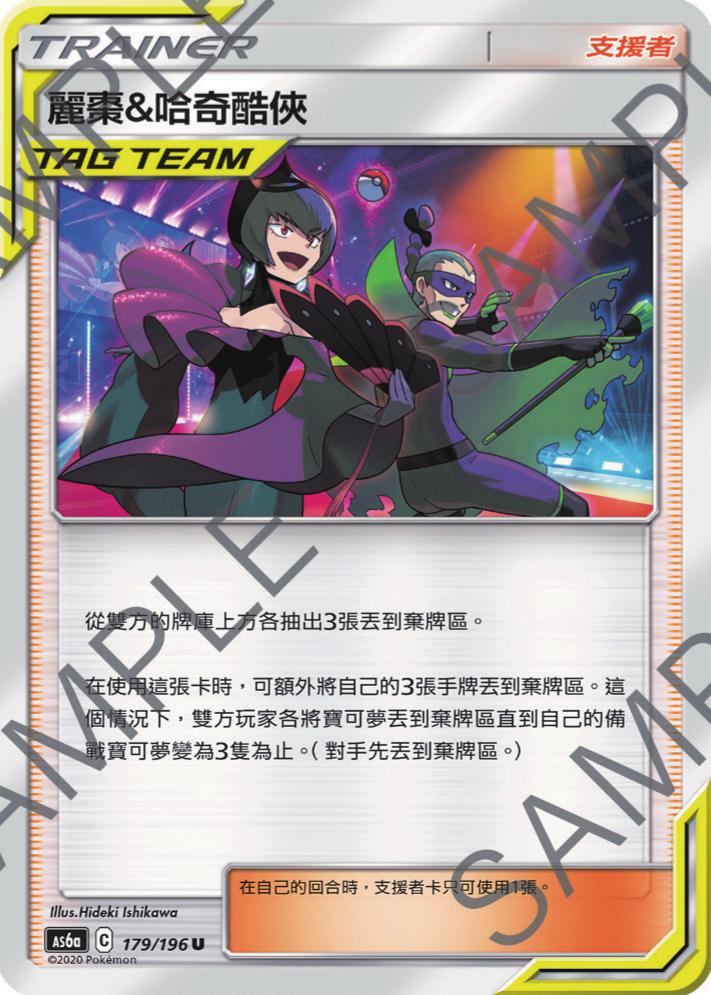 TRAINER
支援者
麗棗&哈奇酷俠
TAG TEAM
從雙方的牌庫上方各抽出3張丟到棄牌區。
在使用這張卡時，可額外將自己的3張手牌丟到棄牌區。這
個情況下，雙方玩家各將寶可夢丟到棄牌區直到自己的備
戰寶可夢變為3隻為止。（對手先丟到棄牌區。）
在自己的回合時，支援者卡只可使用1張。
Illus.Hideki Ishikawa
AS6a C 179/196 U
©2020 Pokémon
SAMPLE
SAMPLE
SAMPLE
SAMPLE